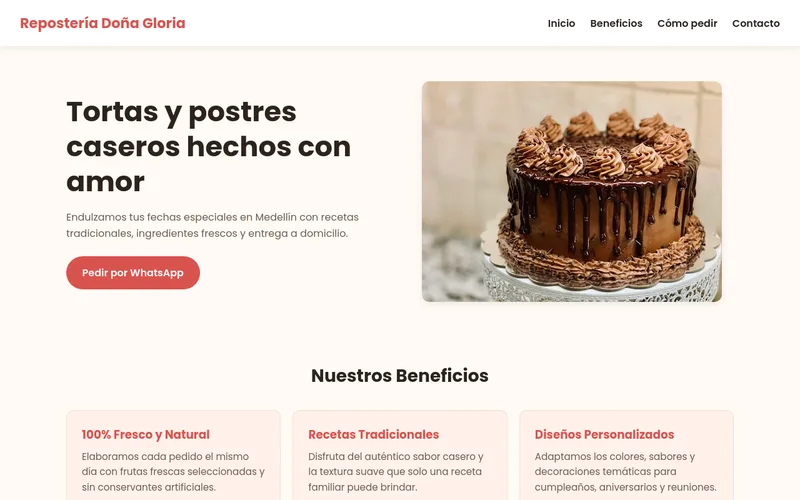 Repostería Doña Gloria
Inicio Beneficios Cómo pedir Contacto
Tortas y postres
caseros hechos con
amor
Endulzamos tus fechas especiales en Medellín con recetas
tradicionales, ingredientes frescos y entrega a domicilio.
Pedir por WhatsApp
Nuestros Beneficios
100% Fresco y Natural
Elaboramos cada pedido el mismo
día con frutas frescas seleccionadas y
sin conservantes artificiales.
Recetas Tradicionales
Disfruta del auténtico sabor casero y
la textura suave que solo una receta
familiar puede brindar.
Diseños Personalizados
Adaptamos los colores, sabores y
decoraciones temáticas para
cumpleaños, aniversarios y reuniones.